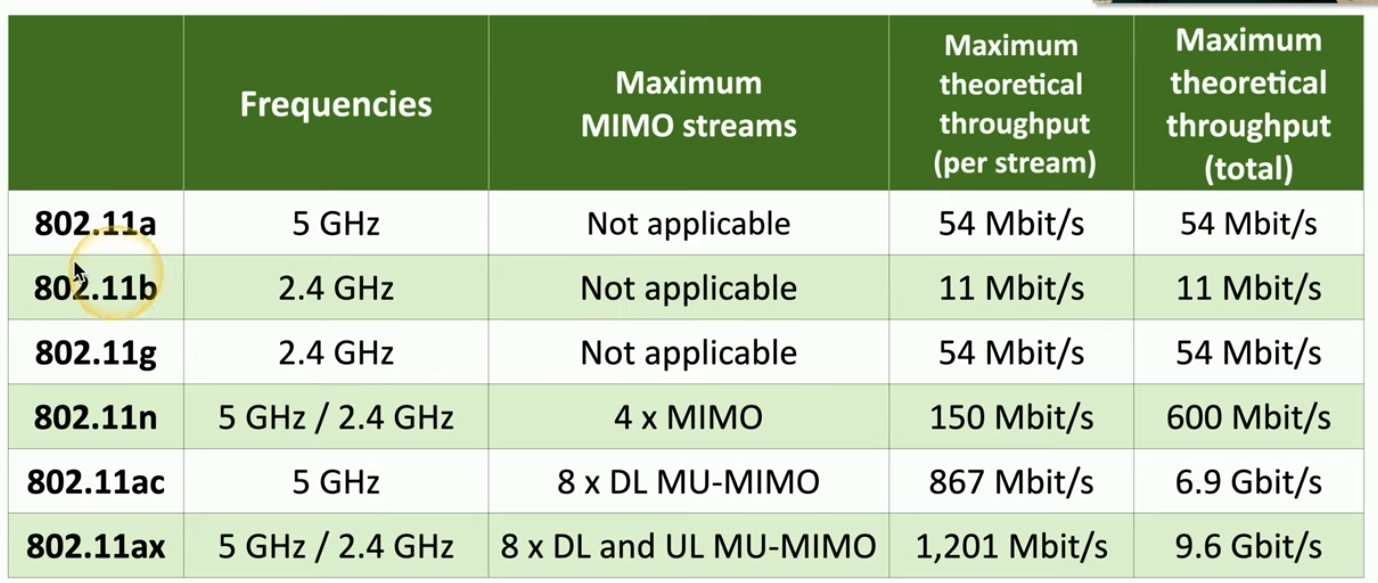 Frequencies
Maximum
MIMO streams
Maximum
theoretical
throughput
(per stream)
Maximum
theoretical
throughput
(total)
802.11a 5 GHz Not applicable 54 Mbit/s 54 Mbit/s
802.11b 2.4 GHz Not applicable 11 Mbit/s 11 Mbit/s
802.11g 2.4 GHz Not applicable 54 Mbit/s 54 Mbit/s
802.11n 5 GHz / 2.4 GHz 4 x MIMO 150 Mbit/s 600 Mbit/s
802.11ac 5 GHz 8 x DL MU-MIMO 867 Mbit/s 6.9 Gbit/s
802.11ax 5 GHz / 2.4 GHz 8 x DL and UL MU-MIMO 1,201 Mbit/s 9.6 Gbit/s